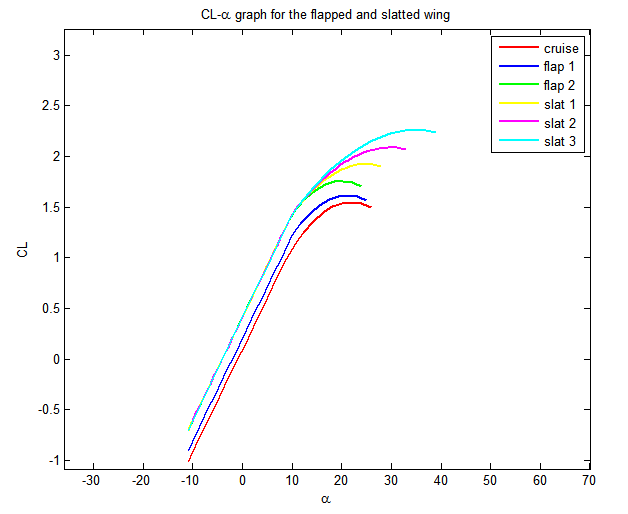 CL-α graph for the flapped and slatted wing
3
2.5
2
1.5
1
0.5
0
-0.5
-1
CL
cruise
flap 1
flap 2
slat 1
slat 2
slat 3
-30 -20 -10 0 10 20 30 40 50 60 70
α